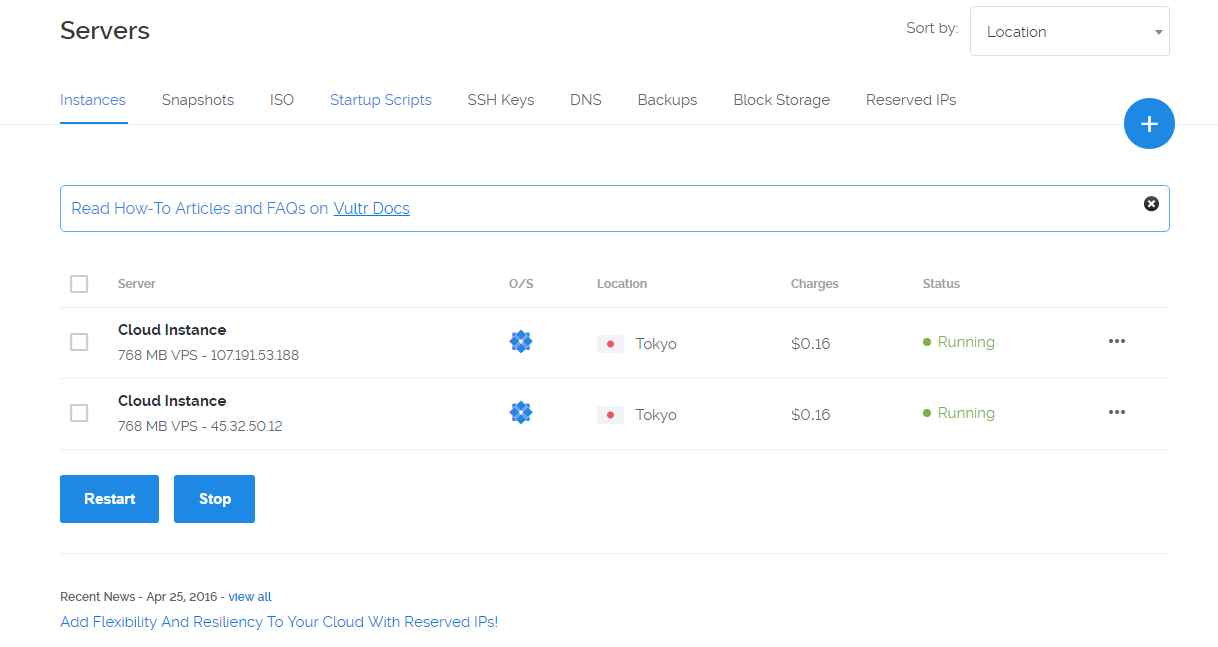 Servers
Sort by: Location
Instances Snapshots ISO Startup Scripts SSH Keys DNS Backups Block Storage Reserved IPs
Read How-To Articles and FAQs on Vultr Docs
Server O/S Location Charges Status
Cloud Instance
768 MB VPS - 107.191.53.188 Tokyo $0.16 Running
Cloud Instance
768 MB VPS - 45.32.50.12 Tokyo $0.16 Running
Restart Stop
Recent News - Apr 25, 2016 - view all
Add Flexibility And Resiliency To Your Cloud With Reserved IPs!